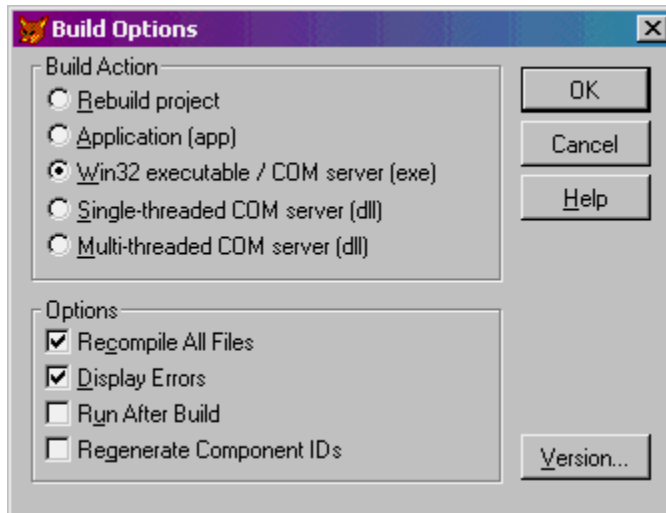 Build Options
Build Action
Rebuild project
Application (app)
Win32 executable / COM server (exe)
Single-threaded COM server (dll)
Multi-threaded COM server (dll)
OK
Cancel
Help
Options
Recompile All Files
Display Errors
Run After Build
Regenerate Component IDs
Version...